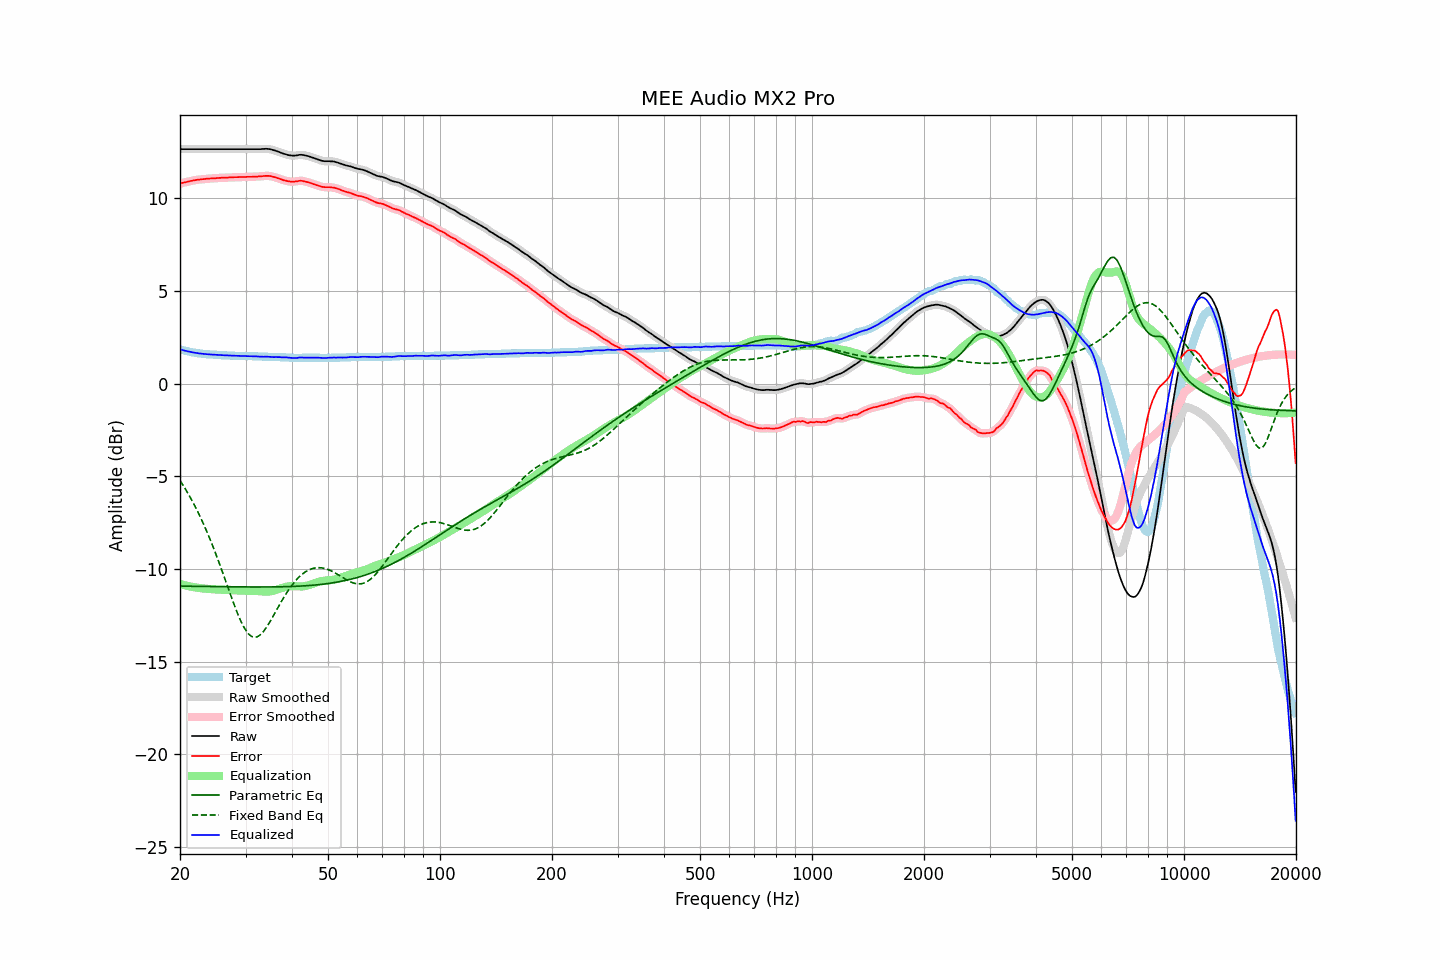 MEE Audio MX2 Pro
Amplitude (dBr)
10
5
0
−5
−10
−15
−20
−25
Target
Raw Smoothed
Error Smoothed
Raw
Error
Equalization
Parametric Eq
Fixed Band Eq
Equalized
20 50 100 200 500 1000 2000 5000 10000 20000
Frequency (Hz)